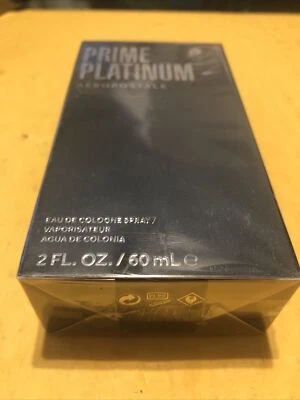 PRIME
PLATINUM
AEROPOSTALE
EAU DE COLOGNE SPRAY /
VAPORISATEUR
AGUA DE COLONIA
2 FL. OZ. / 60 mL ℮